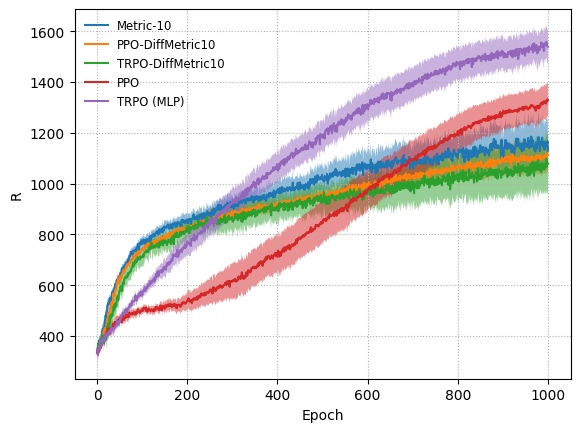 Metric-10
PPO-DiffMetric10
TRPO-DiffMetric10
PPO
TRPO (MLP)
R
1600
1400
1200
1000
800
600
400
0 200 400 600 800 1000
Epoch